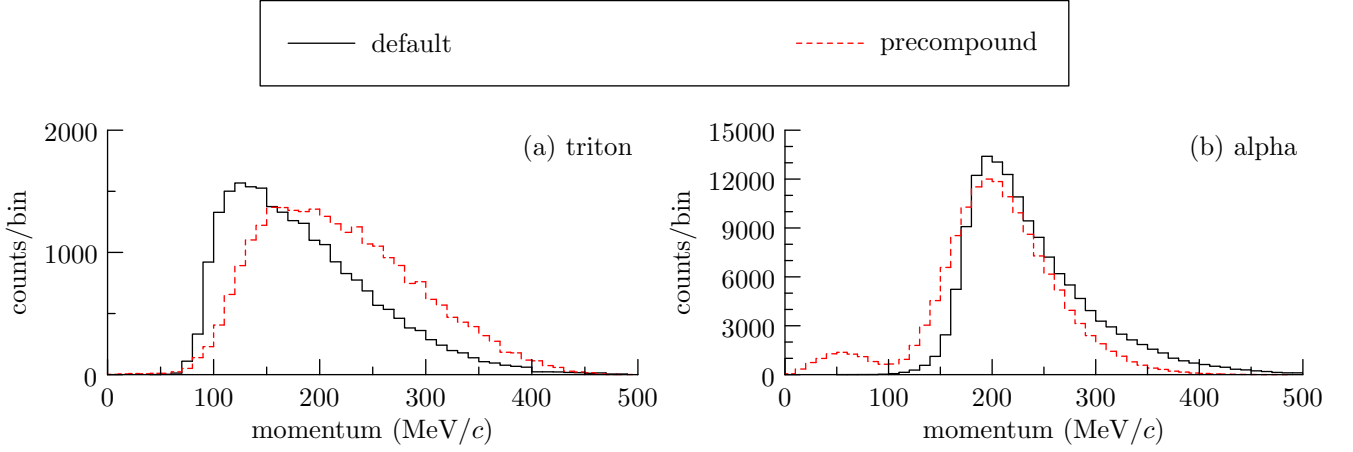 default precompound
(a) triton
2000
1000
0
counts/bin
0 100 200 300 400 500
momentum (MeV/c)
(b) alpha
15000
12000
9000
6000
3000
0
counts/bin
0 100 200 300 400 500
momentum (MeV/c)